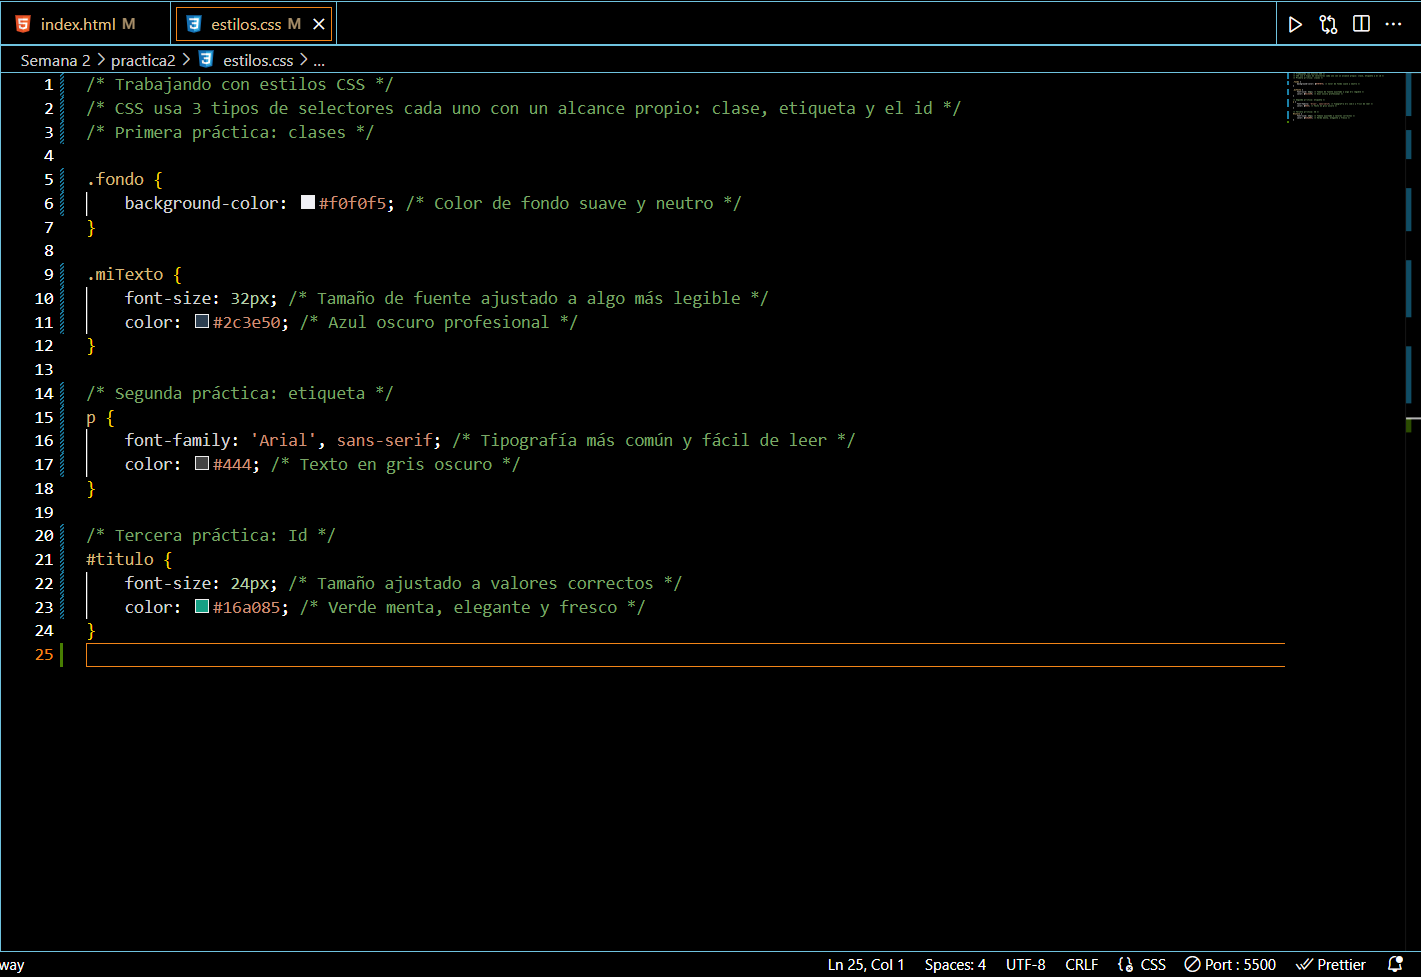 index.html M
estilos.css M
Semana 2 > practica2 > estilos.css > ...
1 /* Trabajando con estilos CSS */
2 /* CSS usa 3 tipos de selectores cada uno con un alcance propio: clase, etiqueta y el id */
3 /* Primera práctica: clases */
4
5 .fondo {
6     background-color: #f0f0f5; /* Color de fondo suave y neutro */
7 }
8
9 .miTexto {
10     font-size: 32px; /* Tamaño de fuente ajustado a algo más legible */
11     color: #2c3e50; /* Azul oscuro profesional */
12 }
13
14 /* Segunda práctica: etiqueta */
15 p {
16     font-family: 'Arial', sans-serif; /* Tipografía más común y fácil de leer */
17     color: #444; /* Texto en gris oscuro */
18 }
19
20 /* Tercera práctica: Id */
21 #titulo {
22     font-size: 24px; /* Tamaño ajustado a valores correctos */
23     color: #16a085; /* Verde menta, elegante y fresco */
24 }
25
way Ln 25, Col 1 Spaces: 4 UTF-8 CRLF {} CSS Port : 5500 Prettier